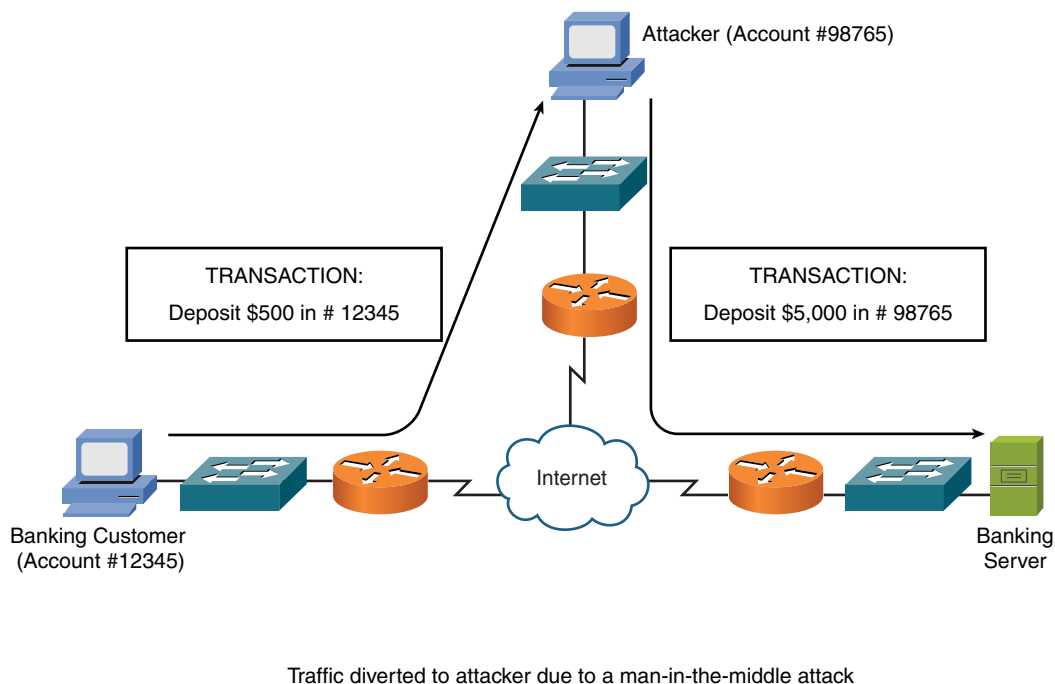 Attacker (Account #98765)
TRANSACTION:
Deposit $500 in # 12345
TRANSACTION:
Deposit $5,000 in # 98765
Internet
Banking Customer
(Account #12345)
Banking
Server
Traffic diverted to attacker due to a man-in-the-middle attack